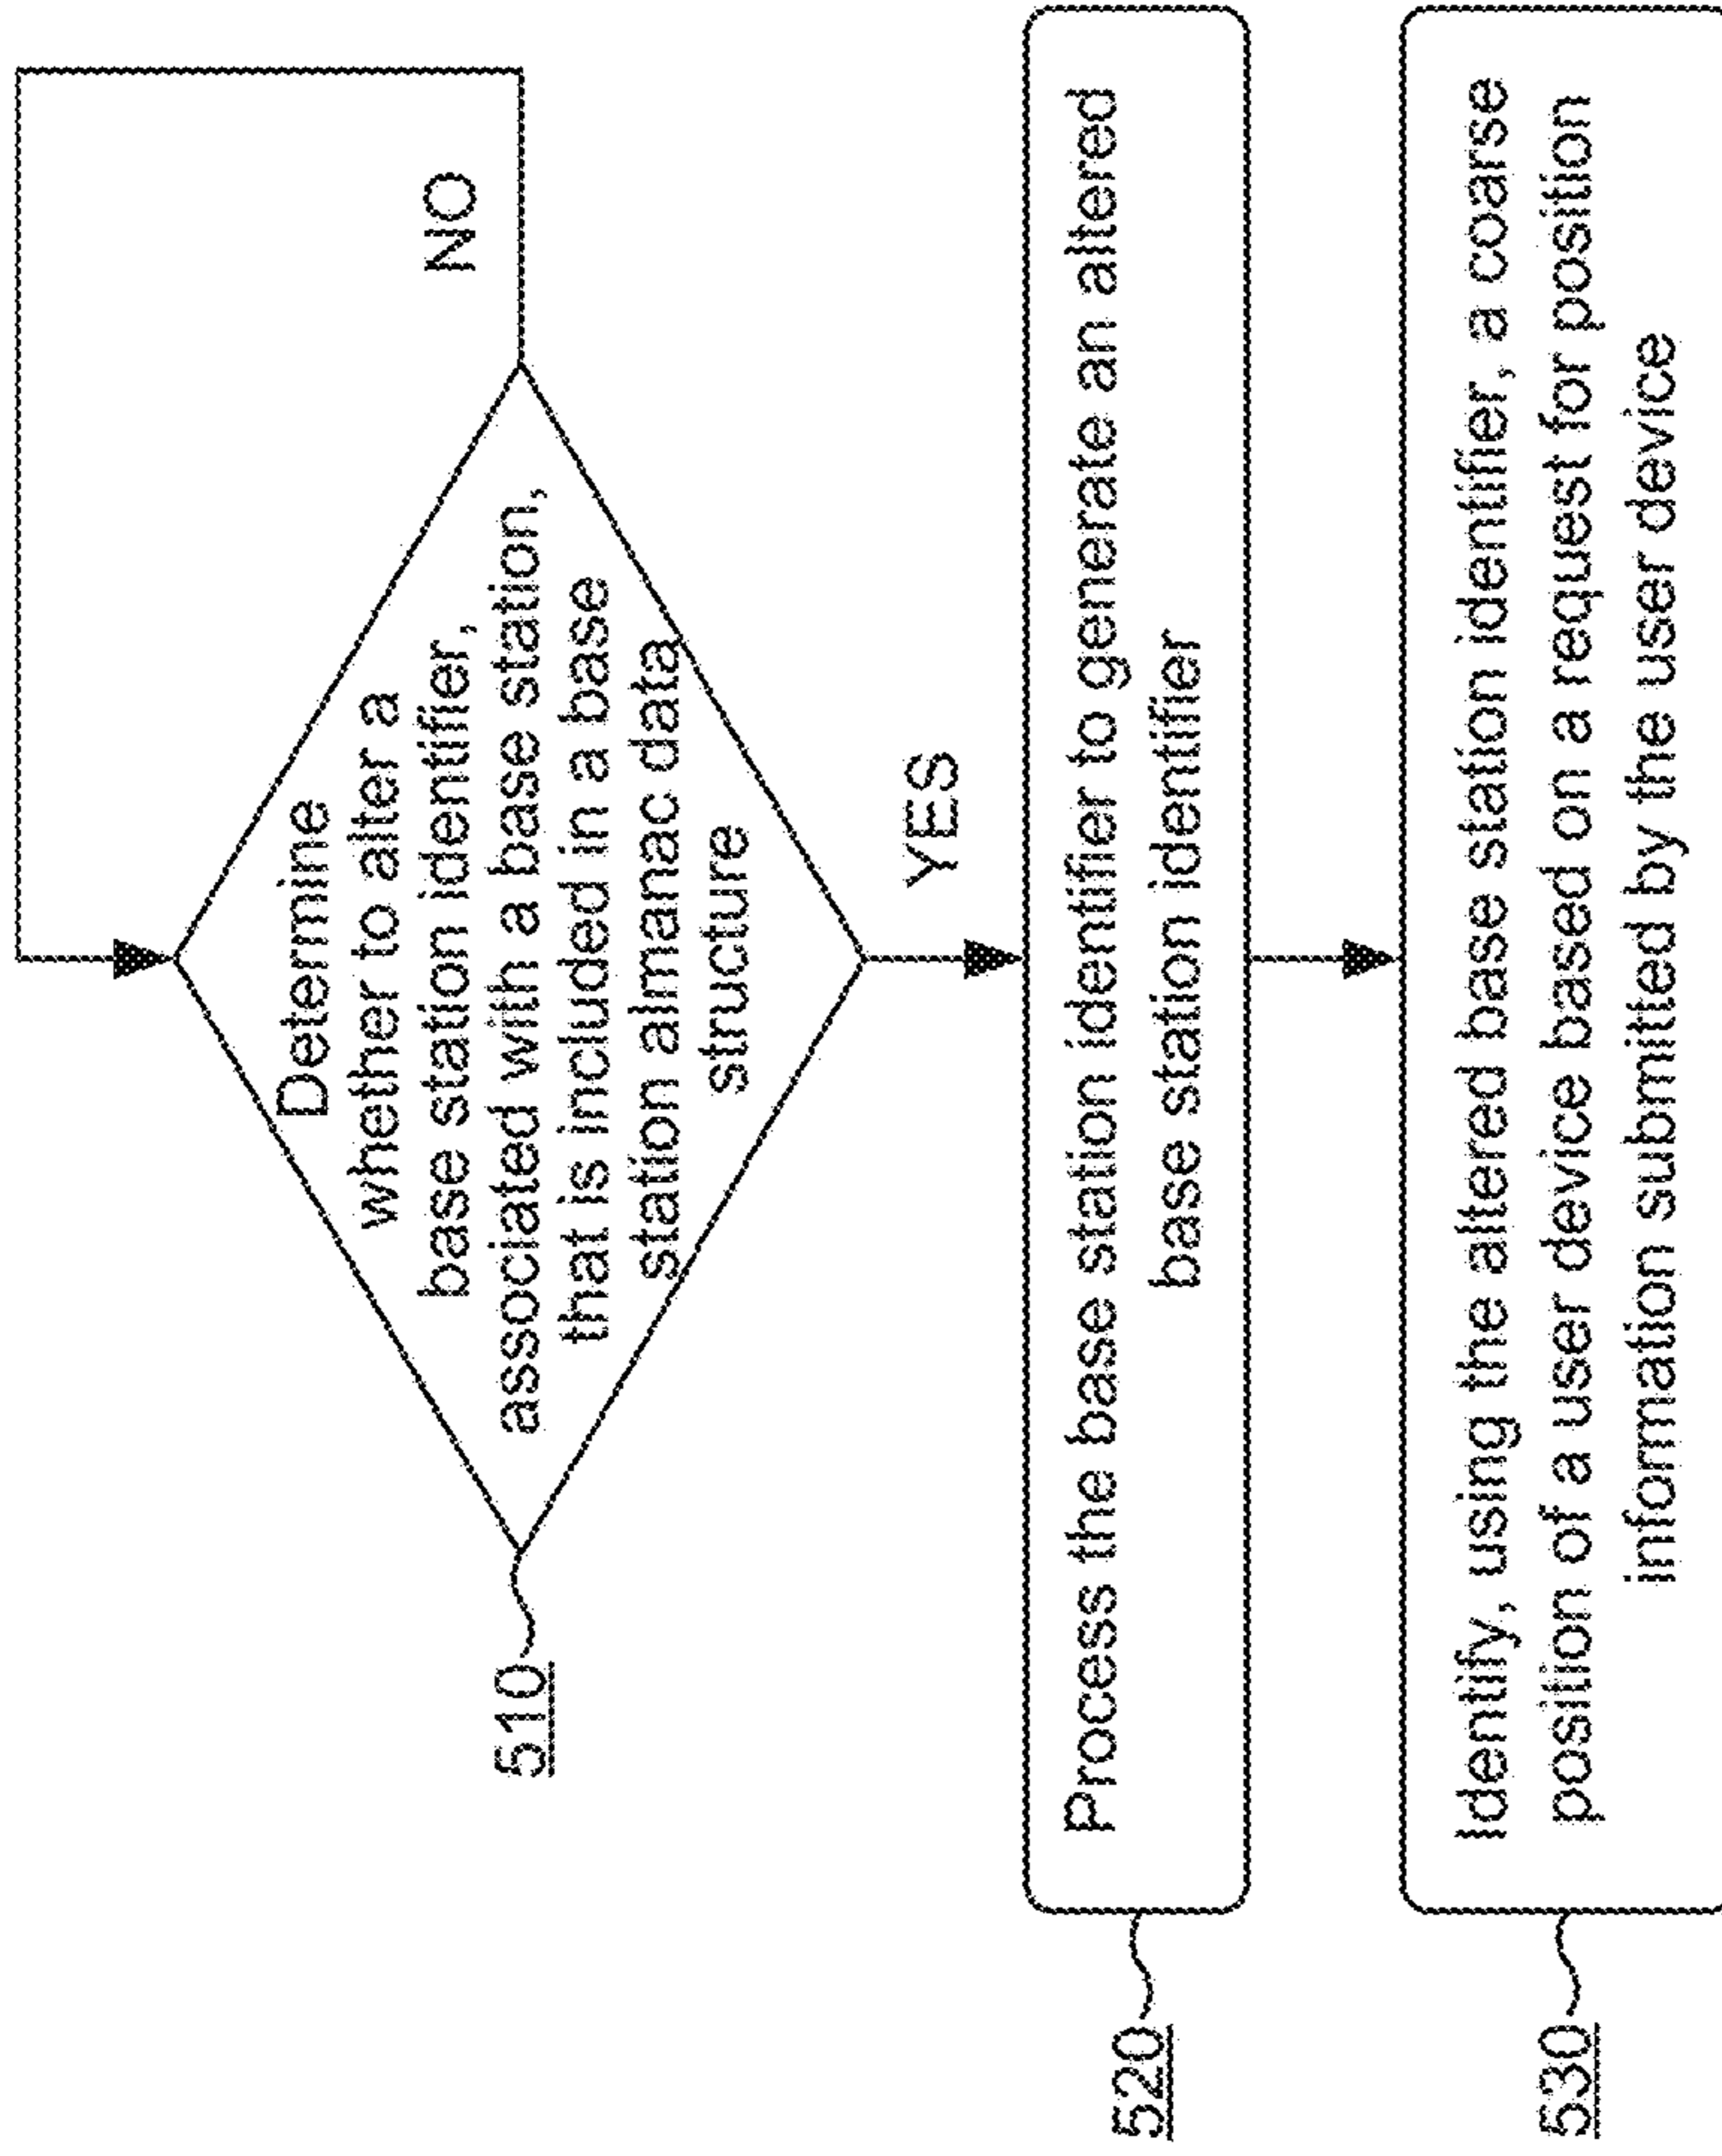 Determine
whether to alter a
base station identifier,
associated with a base station,
that is included in a base
station almanac data
structure
NO
510
YES
Process the base station identifier to generate an altered
base station identifier
520
Identify, using the altered base station identifier, a coarse
position of a user device based on a request for position
information submitted by the user device
530